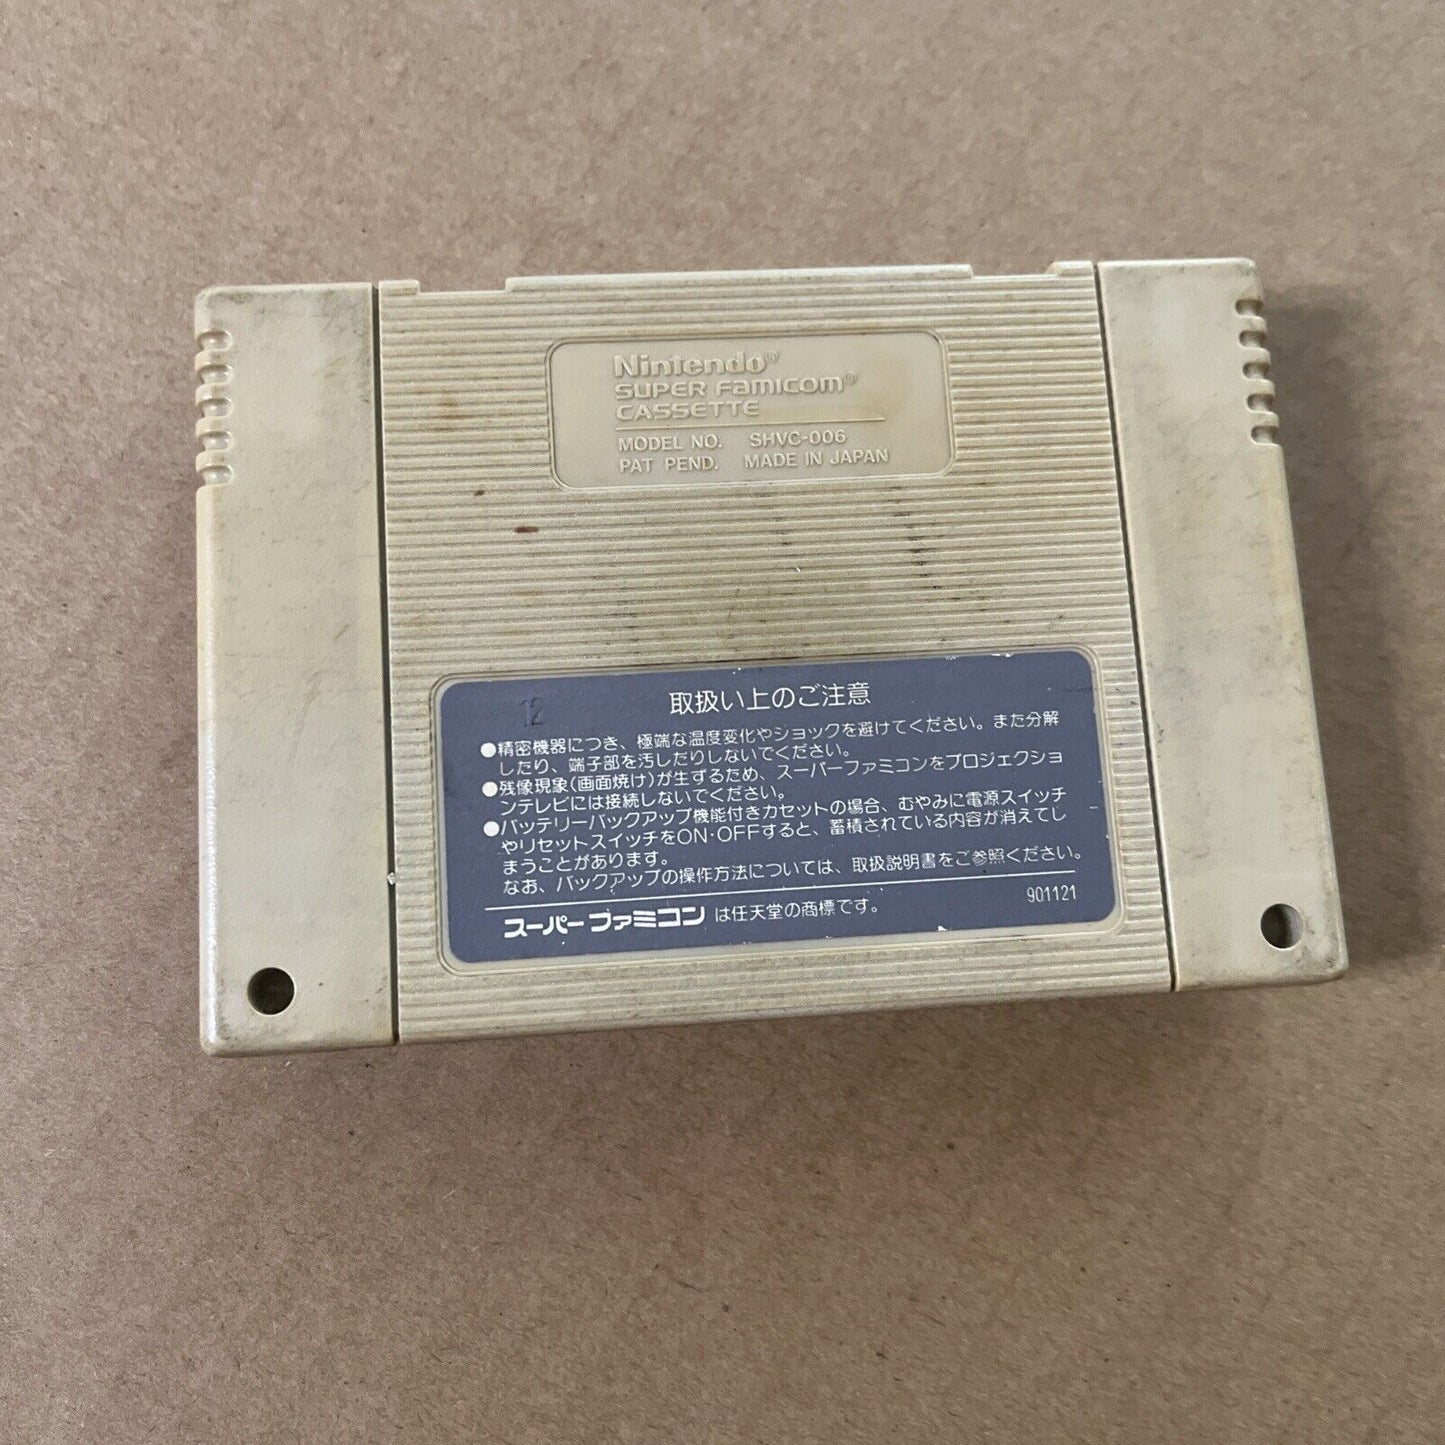 Nintendo®
SUPER FAMICOM®
CASSETTE
MODEL NO. SHVC-006
PAT PEND. MADE IN JAPAN
12
取扱い上のご注意
●精密機器につき、極端な温度変化やショックを避けてください。また分解
したり、端子部を汚したりしないでください。
●残像現象(画面焼け)が生ずるため、スーパーファミコンをプロジェクショ
ンテレビには接続しないでください。
●バッテリーバックアップ機能付きカセットの場合、むやみに電源スイッチ
やリセットスイッチをON・OFFすると、蓄積されている内容が消えてし
まうことがあります。
なお、バックアップの操作方法については、取扱説明書をご参照ください。
スーパーファミコン は任天堂の商標です。
901121